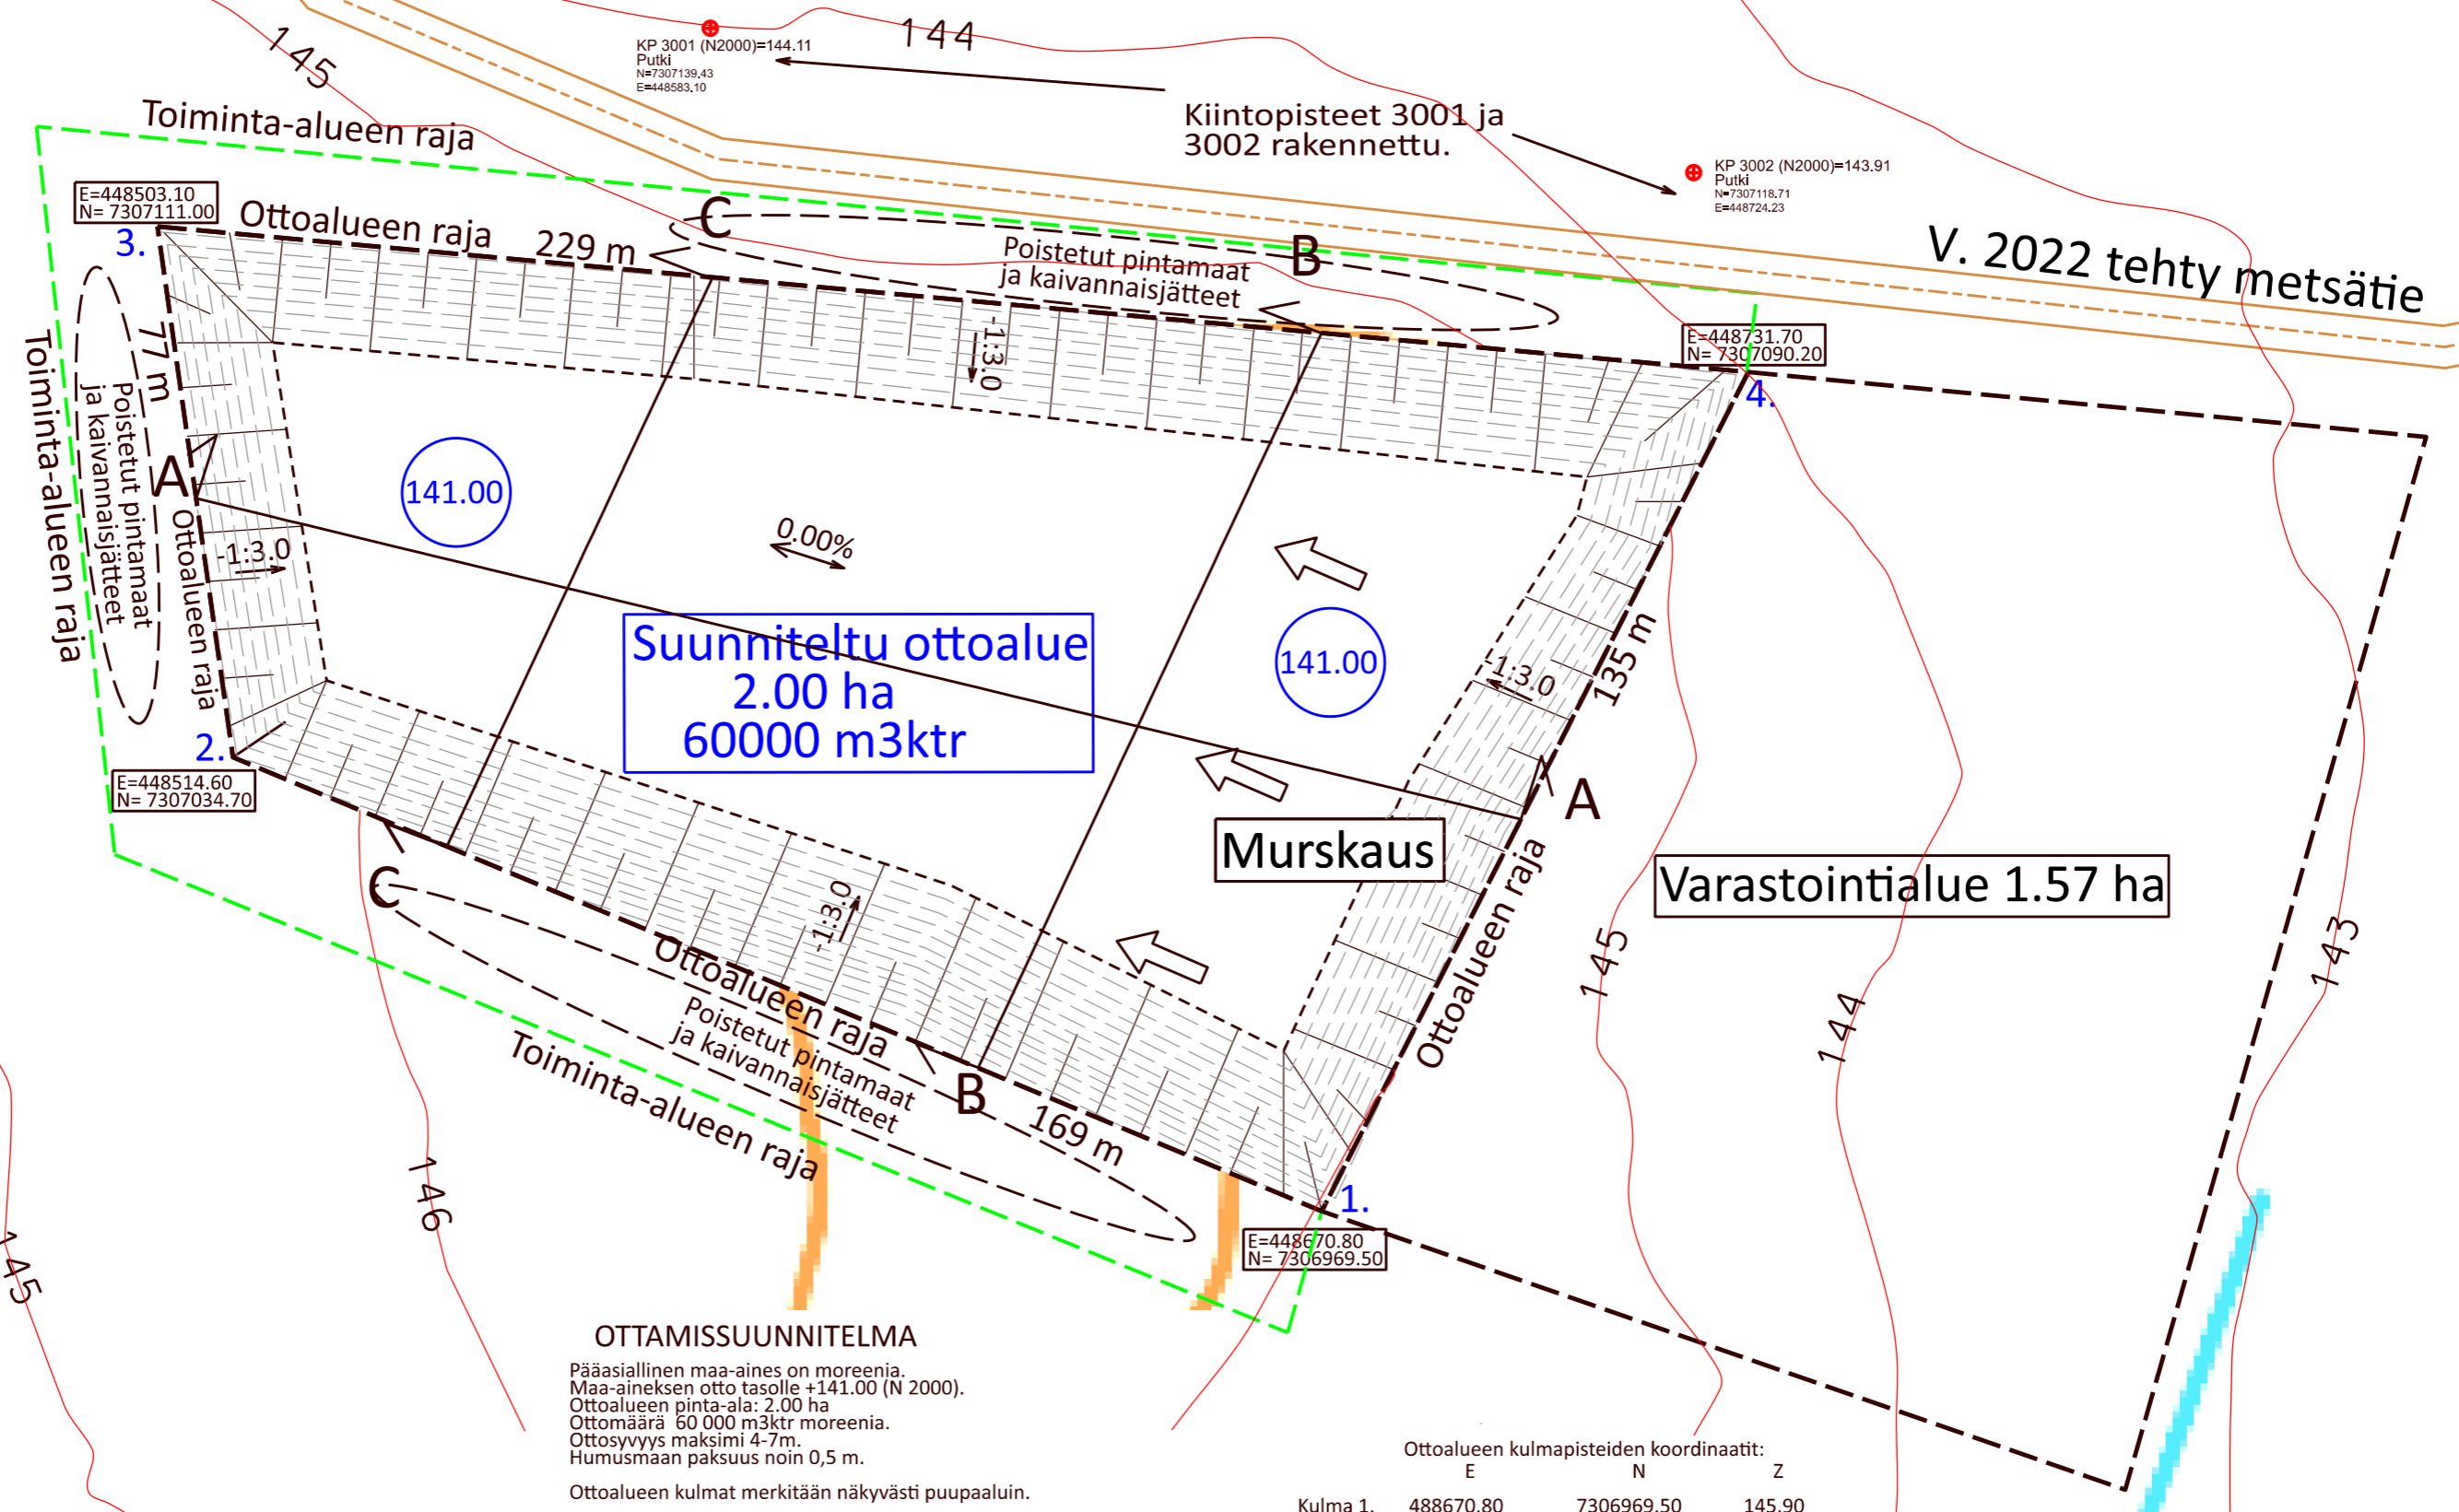 145
KP 3001 (N2000)=144.11
Putki
N=7307139.43
E=448583.10
144
Kiintopisteet 3001 ja
3002 rakennettu.
KP 3002 (N2000)=143.91
Putki
N=7307118.71
E=448724.23
Toiminta-alueen raja
E=448503.10
N= 7307111.00
3.
Ottoalueen raja
229 m
C
Poistetut pintamaat
ja kaivannaisjätteet
B
V. 2022 tehty metsätie
E=448731.70
N= 7307090.20
4.
77 m
Toiminta-alueen raja
Poistetut pintamaat
ja kaivannaisjätteet
A
Ottoalueen raja
-1:3.0
-1:3.0
141.00
0.00%
Suunniteltu ottoalue
2.00 ha
60000 m3ktr
141.00
-1:3.0
135 m
2.
E=448514.60
N= 7307034.70
A
Murskaus
Varastointialue 1.57 ha
Ottoalueen raja
C
-1:3.0
Ottoalueen raja
Poistetut pintamaat
ja kaivannaisjätteet
Toiminta-alueen raja
B
169 m
145
144
143
146
145
1.
E=448670.80
N= 7306969.50
OTTAMISSUUNNITELMA
Pääasiallinen maa-aines on moreenia.
Maa-aineksen otto tasolle +141.00 (N 2000).
Ottoalueen pinta-ala: 2.00 ha
Ottomäärä 60 000 m3ktr moreenia.
Ottosyvyys maksimi 4-7m.
Humusmaan paksuus noin 0,5 m.
Ottoalueen kulmat merkitään näkyvästi puupaaluin.
Ottoalueen kulmapisteiden koordinaatit:
E N Z
Kulma 1. 488670.80 7306969.50 145.90